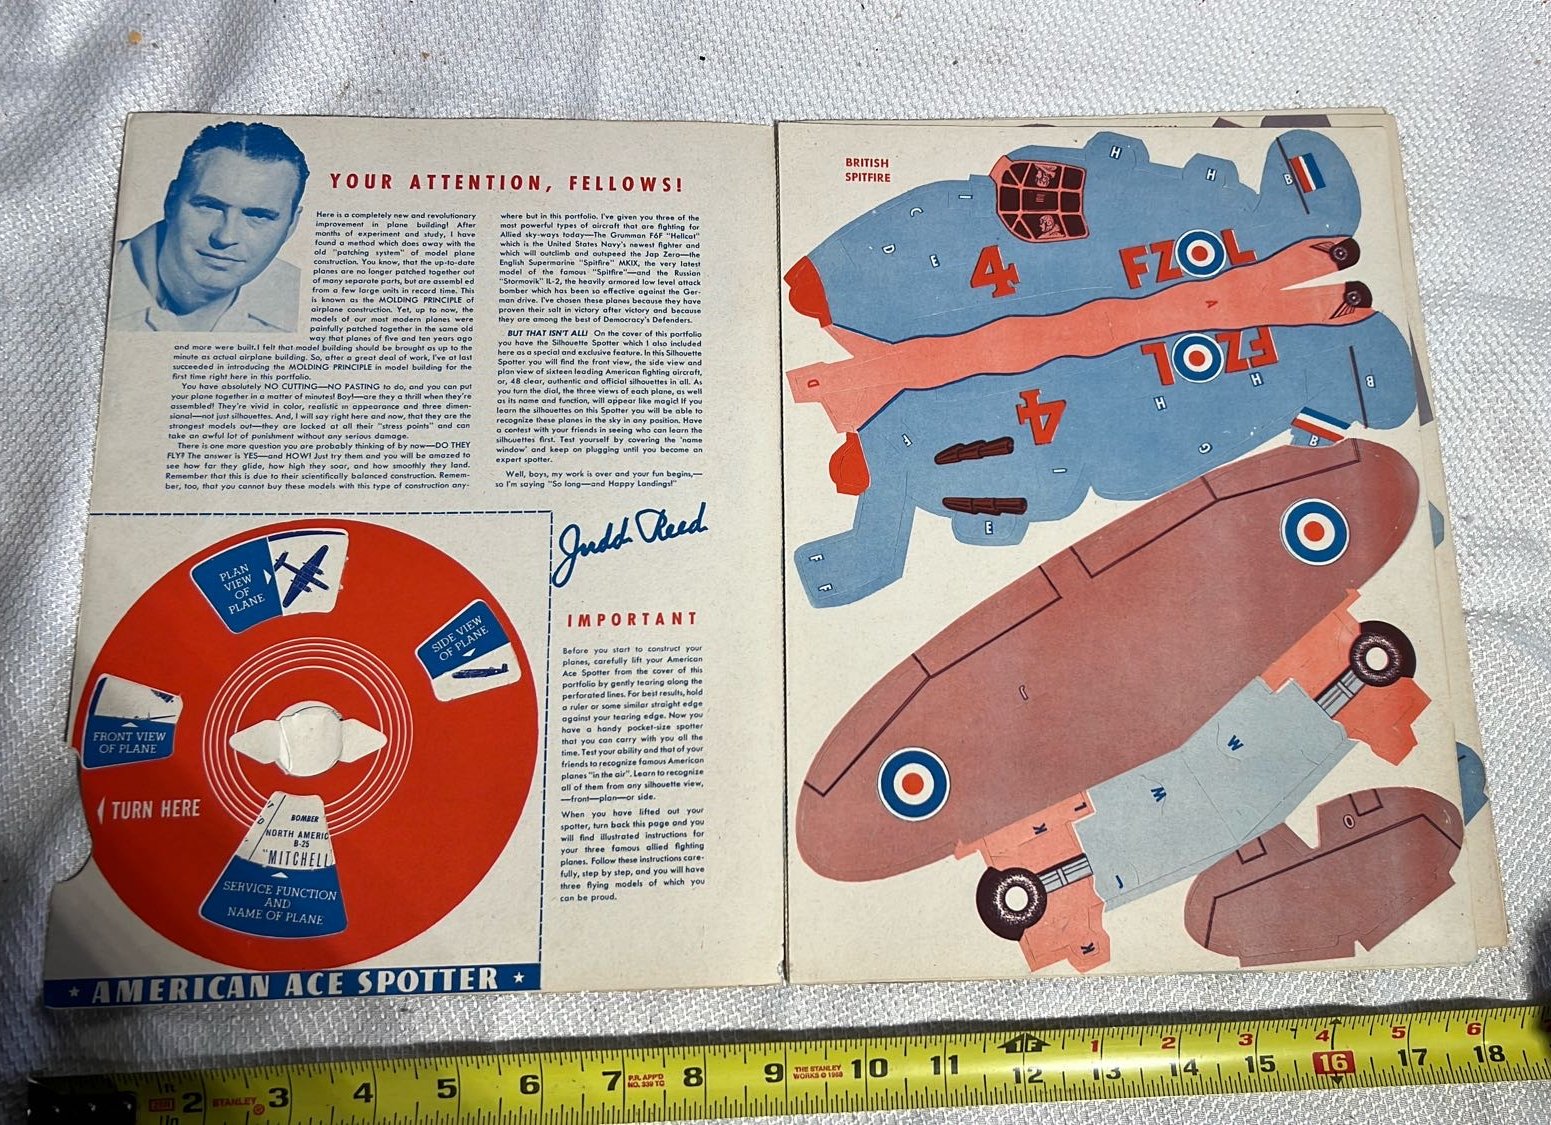 YOUR ATTENTION, FELLOWS!
Here is a completely new and revolutionary
improvement in plane building! After
months of experiment and study, I have
found a method which does away with the
old "patching system" of model plane
construction. You know, that the up-to-date
planes are no longer patched together out
of many separate parts, but are assembled
from a few large units in record time. This
is known as the MOLDING PRINCIPLE of
airplane construction. Yet, up to now, the
models of our most modern planes were
painfully patched together in the same old
way that planes of five and ten years ago
and more were built. I felt that model building should be brought as up to the
minute as actual airplane building. So, after a great deal of work, I've at last
succeeded in introducing the MOLDING PRINCIPLE in model building for the
first time right here in this portfolio.
You have absolutely NO CUTTING—NO PASTING to do, and you can put
your plane together in a matter of minutes! Boy!—are they a thrill when they're
assembled! They're vivid in color, realistic in appearance and three dimen-
sional—not just silhouettes. And, I will say right here and now, that they are the
strongest models out—they are locked at all their "stress points" and can
take an awful lot of punishment without any serious damage.
There is one more question you are probably thinking of by now—DO THEY
FLY? The answer is YES—and HOW! Just try them and you will be amazed to
see how far they glide, how high they soar, and how smoothly they land.
Remember that this is due to their scientifically balanced construction. Remem-
ber, too, that you cannot buy these models with this type of construction any-
where but in this portfolio. I've given you three of the
most powerful types of aircraft that are fighting for
Allied sky-ways today—The Grumman F6F "Hellcat"
which is the United States Navy's newest fighter and
which will outclimb and outspeed the Jap Zero—the
English Supermarine "Spitfire" MKIX, the very latest
model of the famous "Spitfire"—and the Russian
"Stormovik" IL-2, the heavily armored low level attack
bomber which has been so effective against the Ger-
man drive. I've chosen these planes because they have
proven their salt in victory after victory and because
they are among the best of Democracy's Defenders.
BUT THAT ISN'T ALL! On the cover of this portfolio
you have the Silhouette Spotter which I also included
here as a special and exclusive feature. In this Silhouette
Spotter you will find the front view, the side view and
plan view of sixteen leading American fighting aircraft,
or, 48 clear, authentic and official silhouettes in all. As
you turn the dial, the three views of each plane, as well
as its name and function, will appear like magic! If you
learn the silhouettes on this Spotter you will be able to
recognize these planes in the sky in any position. Have
a contest with your friends in seeing who can learn the
silhouettes first. Test yourself by covering the 'name
window' and keep on plugging until you become an
expert spotter.
Well, boys, my work is over and your fun begins,—
so I'm saying "So long—and Happy Landings!"
Judd Reed
IMPORTANT
Before you start to construct your
planes, carefully lift your American
Ace Spotter from the cover of this
portfolio by gently tearing along the
perforated lines. For best results, hold
a ruler or some similar straight edge
against your tearing edge. Now you
have a handy pocket-size spotter
that you can carry with you all the
time. Test your ability and that of your
friends to recognize famous American
planes "in the air". Learn to recognize
all of them from any silhouette view,
—front—plan—or side.
When you have lifted out your
spotter, turn back this page and you
will find illustrated instructions for
your three famous allied fighting
planes. Follow these instructions care-
fully, step by step, and you will have
three flying models of which you
can be proud.
PLAN
VIEW
OF
PLANE
SIDE VIEW
OF PLANE
FRONT VIEW
OF PLANE
TURN HERE
BOMBER
NORTH AMERIC
B-25
"MITCHELL
SERVICE FUNCTION
AND
NAME OF PLANE
★ AMERICAN ACE SPOTTER ★
BRITISH
SPITFIRE
H
H
B
I
C
D
E
4
FZ L
A
D
FZ L
H
B
H
4
B
F
G
I
E
F
F
J
W
W
L
K
J
K
O
2 3 4 5 6 7 8 9 10 11 12 13 14 15 16 17 18
1F 1 2 3 4 5 6
STANLEY
P.R. APP'D
NO. 339 TC
THE STANLEY
WORKS